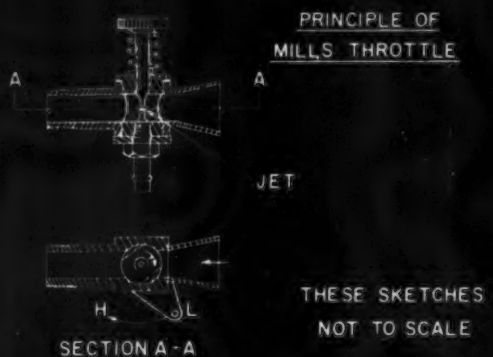 PRINCIPLE OF
MILLS THROTTLE
A A
JET
H L
THESE SKETCHES
NOT TO SCALE
SECTION A-A